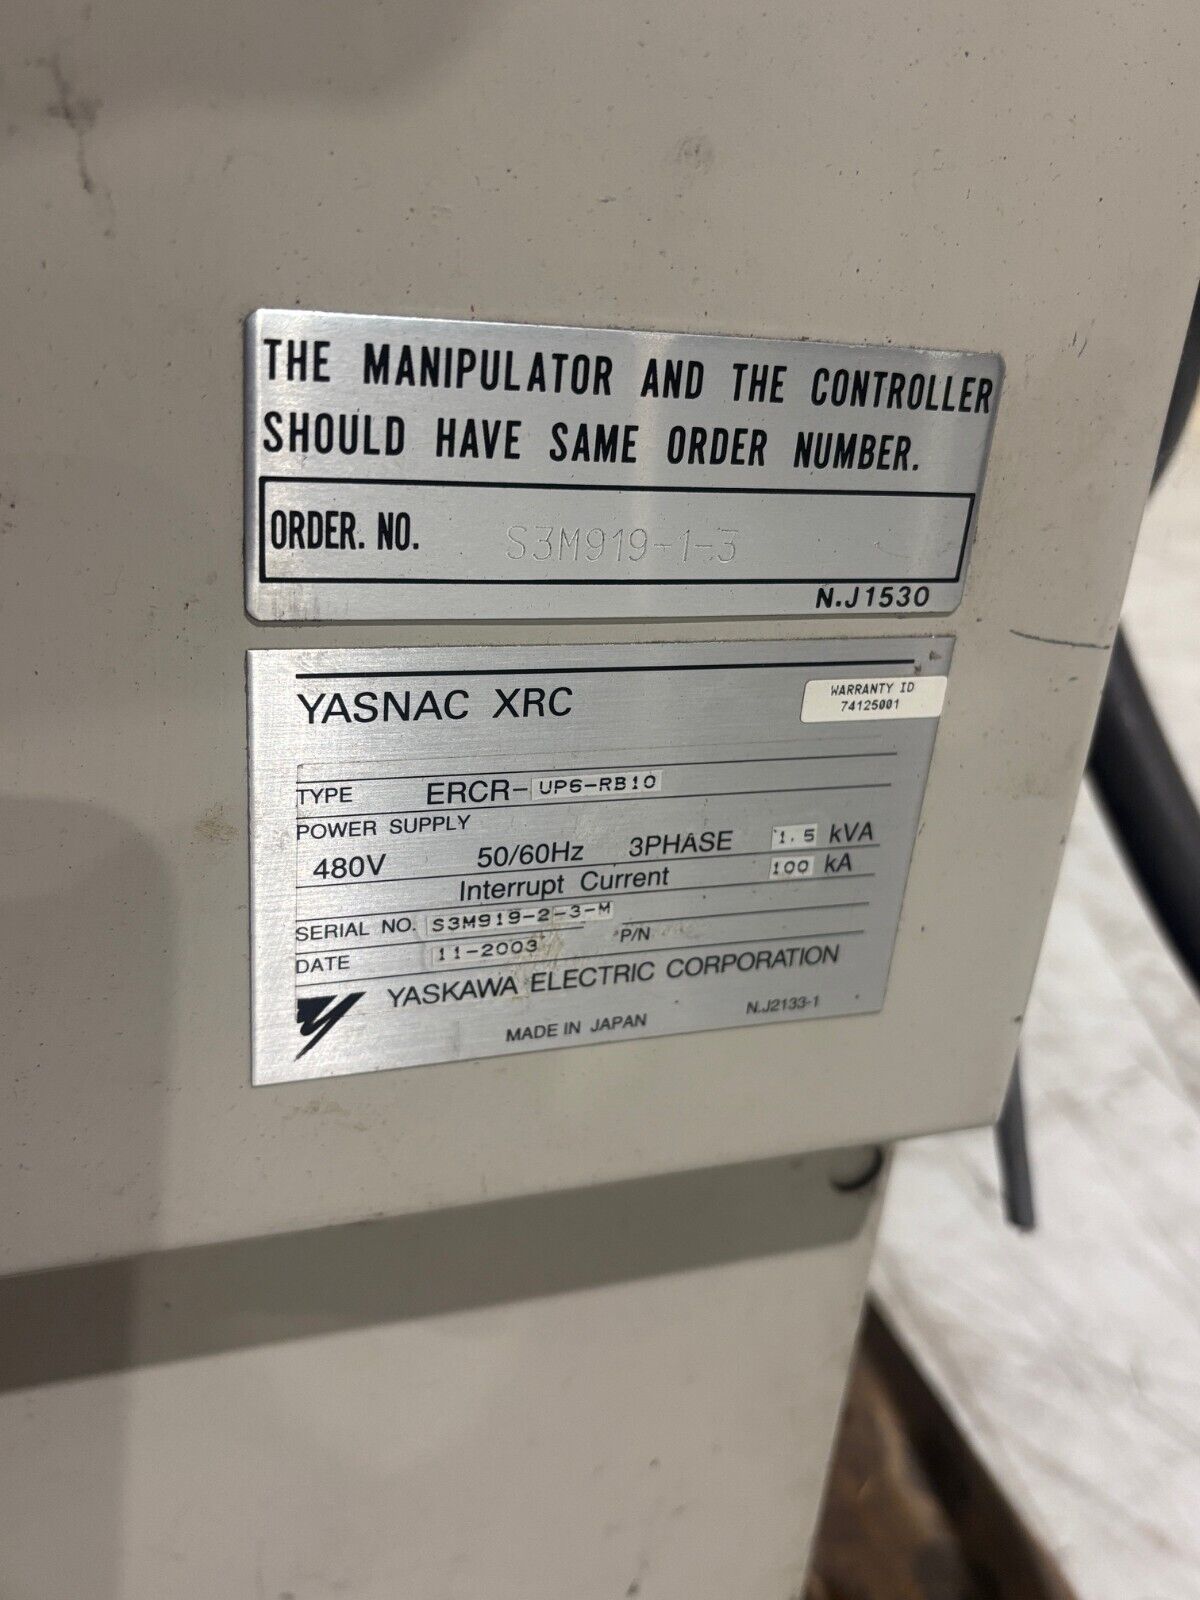 THE MANIPULATOR AND THE CONTROLLER
SHOULD HAVE SAME ORDER NUMBER.
ORDER. NO. S3M919-1-3
N.J1530
YASNAC XRC
WARRANTY ID
74125001
TYPE ERCR-UP6-RB10
POWER SUPPLY
480V 50/60Hz 3PHASE 1.5 kVA
Interrupt Current 100 kA
SERIAL NO. S3M919-2-3-M
DATE 11-2003 P/N
YASKAWA ELECTRIC CORPORATION
MADE IN JAPAN N.J2133-1